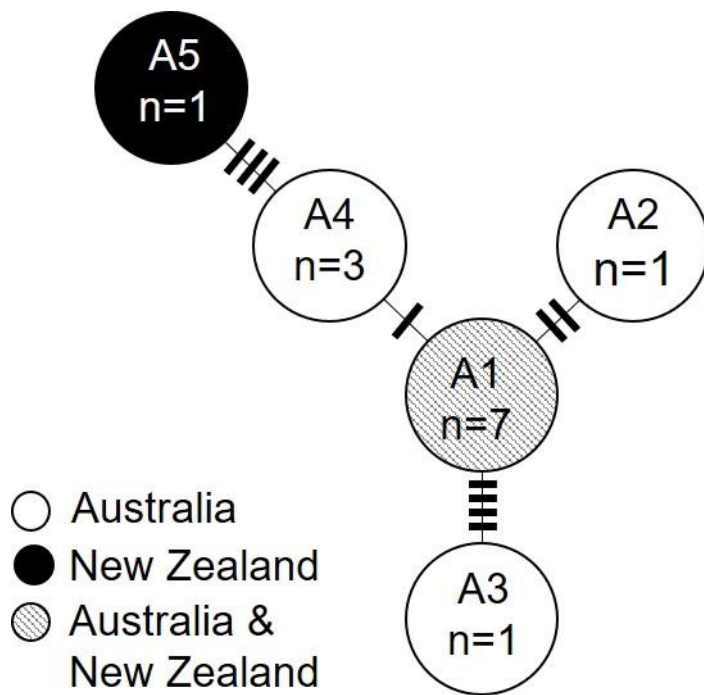 A5
n=1
A4
n=3
A2
n=1
A1
n=7
A3
n=1
Australia
New Zealand
Australia &
New Zealand